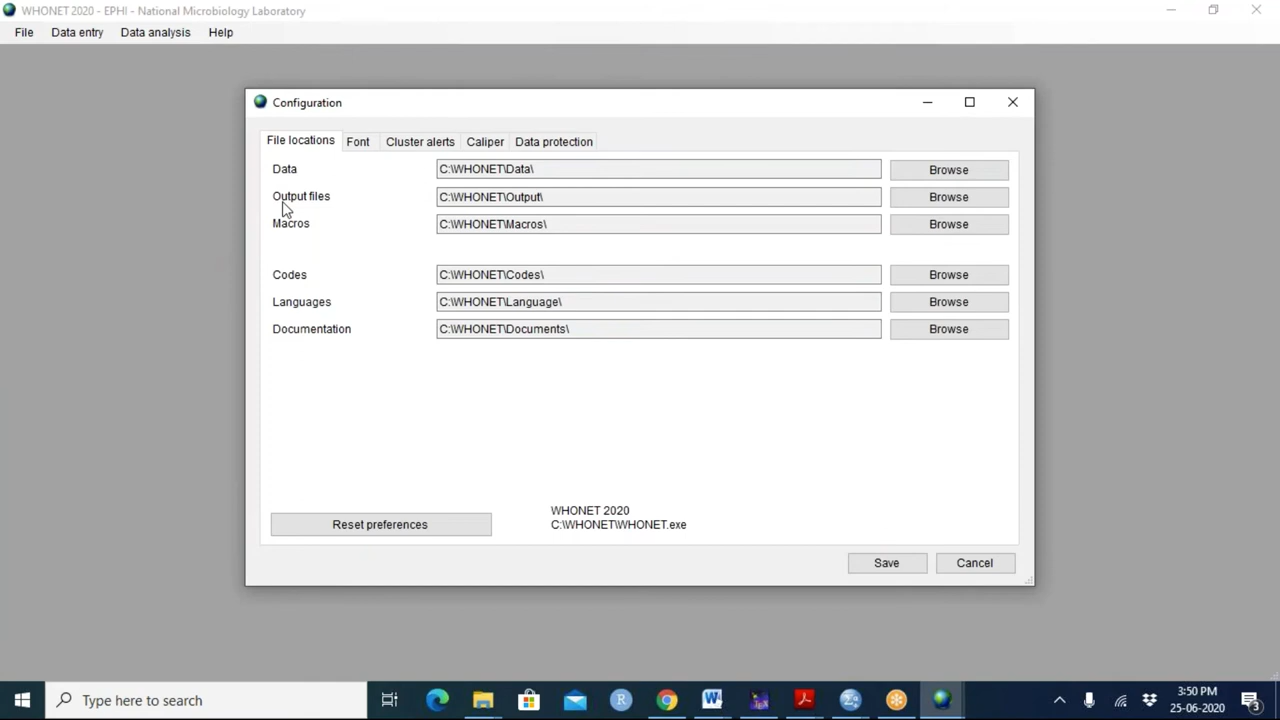 WHONET 2020 - EPHI - National Microbiology Laboratory
File Data entry Data analysis Help
Configuration
File locations Font Cluster alerts Caliper Data protection
Data C:\WHONET\Data\ Browse
Output files C:\WHONET\Output\ Browse
Macros C:\WHONET\Macros\ Browse
Codes C:\WHONET\Codes\ Browse
Languages C:\WHONET\Language\ Browse
Documentation C:\WHONET\Documents\ Browse
WHONET 2020
Reset preferences C:\WHONET\WHONET.exe
Save Cancel
Type here to search
3:50 PM
25-06-2020
3